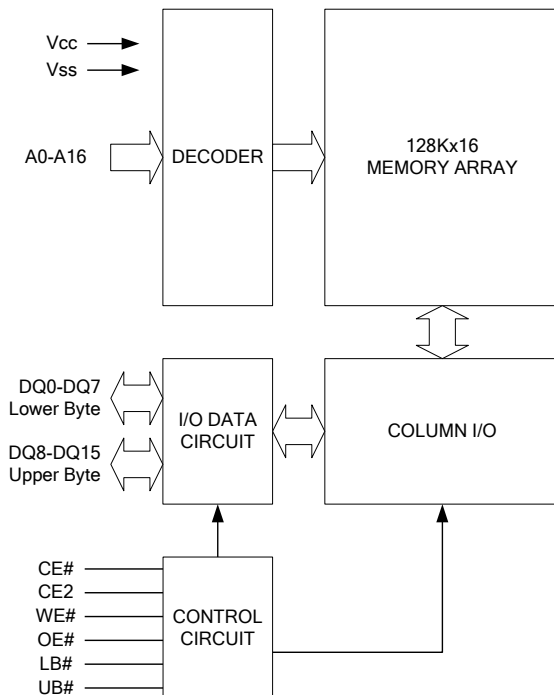 Vcc
Vss
A0-A16
DECODER
128Kx16
MEMORY ARRAY
DQ0-DQ7
Lower Byte
DQ8-DQ15
Upper Byte
I/O DATA
CIRCUIT
COLUMN I/O
CE#
CE2
WE#
OE#
LB#
UB#
CONTROL
CIRCUIT